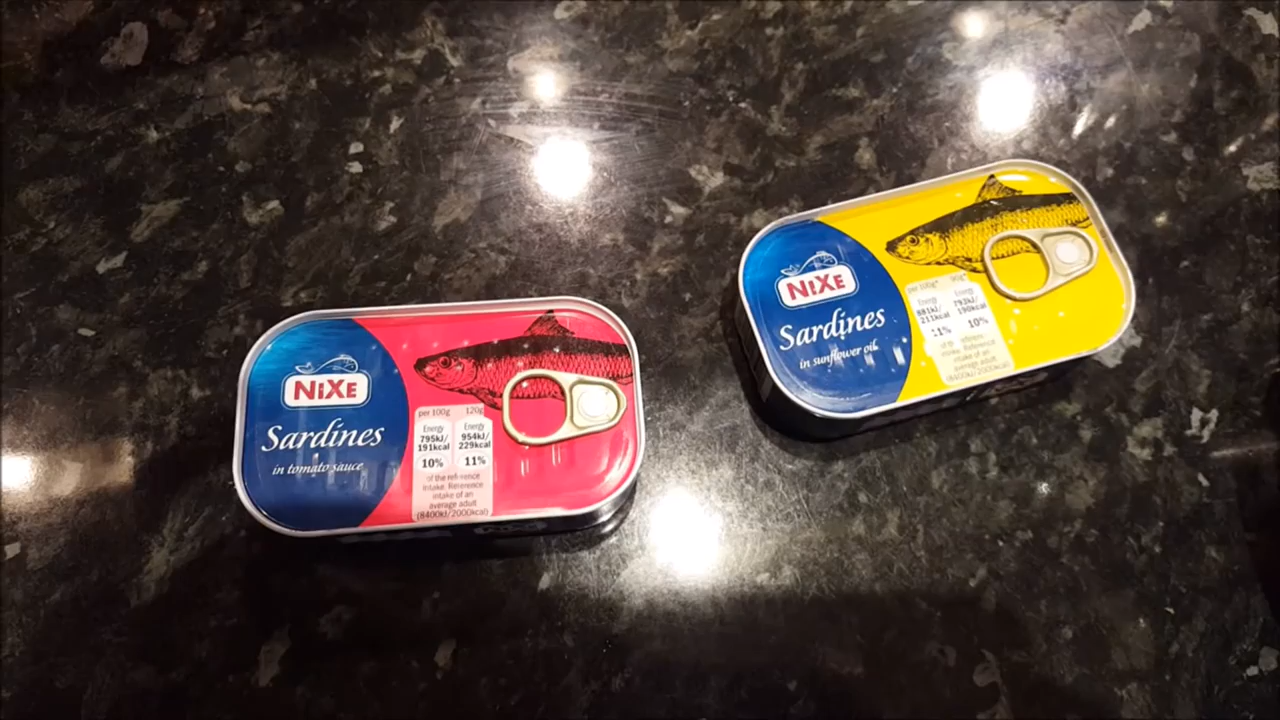 NiXE
Sardines
in tomato sauce
per 100g 120g
Energy Energy
795kJ/ 954kJ/
191kcal 229kcal
10% 11%
of the reference
intake. Reference
intake of an
average adult
(8400kJ/2000kcal)
NiXE
Sardines
in sunflower oil
per 100g* 90g*
Energy Energy
881kJ/ 793kJ/
211kcal 190kcal
11% 10%
of the
intake. Reference
intake of an
average adult
(8400kJ/2000kcal)